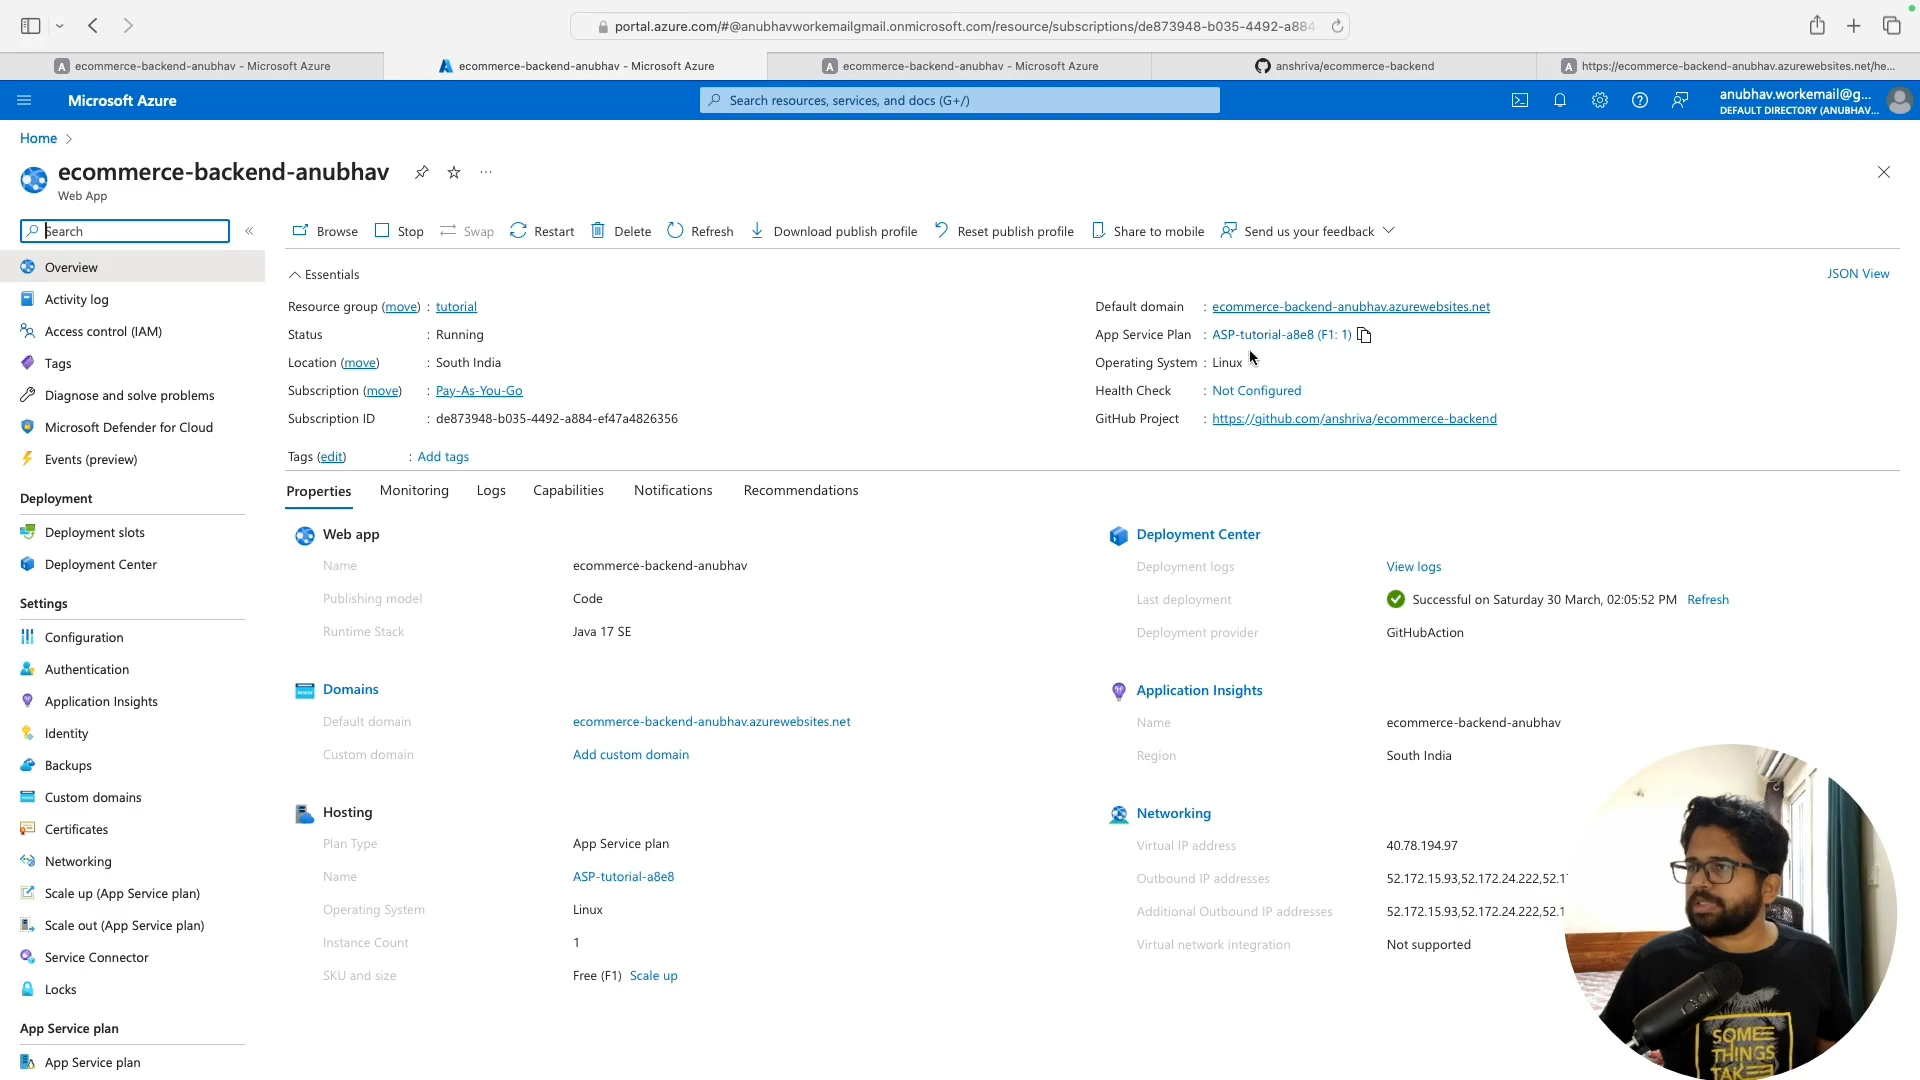 portal.azure.com/#@anubhavworkemailgmail.onmicrosoft.com/resource/subscriptions/de873948-b035-4492-a884
ecommerce-backend-anubhav - Microsoft Azure
ecommerce-backend-anubhav - Microsoft Azure
ecommerce-backend-anubhav - Microsoft Azure
anshriva/ecommerce-backend
https://ecommerce-backend-anubhav.azurewebsites.net/he...
Microsoft Azure
Search resources, services, and docs (G+/)
anubhav.workemail@g...
DEFAULT DIRECTORY (ANUBHAV...
Home >
ecommerce-backend-anubhav
Web App
Search
Browse Stop Swap Restart Delete Refresh Download publish profile Reset publish profile Share to mobile Send us your feedback
Overview
Activity log
Access control (IAM)
Tags
Diagnose and solve problems
Microsoft Defender for Cloud
Events (preview)
Deployment
Deployment slots
Deployment Center
Settings
Configuration
Authentication
Application Insights
Identity
Backups
Custom domains
Certificates
Networking
Scale up (App Service plan)
Scale out (App Service plan)
Service Connector
Locks
App Service plan
App Service plan
Essentials
JSON View
Resource group (move) : tutorial
Status : Running
Location (move) : South India
Subscription (move) : Pay-As-You-Go
Subscription ID : de873948-b035-4492-a884-ef47a4826356
Default domain : ecommerce-backend-anubhav.azurewebsites.net
App Service Plan : ASP-tutorial-a8e8 (F1: 1)
Operating System : Linux
Health Check : Not Configured
GitHub Project : https://github.com/anshriva/ecommerce-backend
Tags (edit) : Add tags
Properties Monitoring Logs Capabilities Notifications Recommendations
Web app
Name ecommerce-backend-anubhav
Publishing model Code
Runtime Stack Java 17 SE
Domains
Default domain ecommerce-backend-anubhav.azurewebsites.net
Custom domain Add custom domain
Hosting
Plan Type App Service plan
Name ASP-tutorial-a8e8
Operating System Linux
Instance Count 1
SKU and size Free (F1) Scale up
Deployment Center
Deployment logs View logs
Last deployment Successful on Saturday 30 March, 02:05:52 PM Refresh
Deployment provider GitHubAction
Application Insights
Name ecommerce-backend-anubhav
Region South India
Networking
Virtual IP address 40.78.194.97
Outbound IP addresses 52.172.15.93,52.172.24.222,52.1
Additional Outbound IP addresses 52.172.15.93,52.172.24.222,52.1
Virtual network integration Not supported
SOME
THINGS